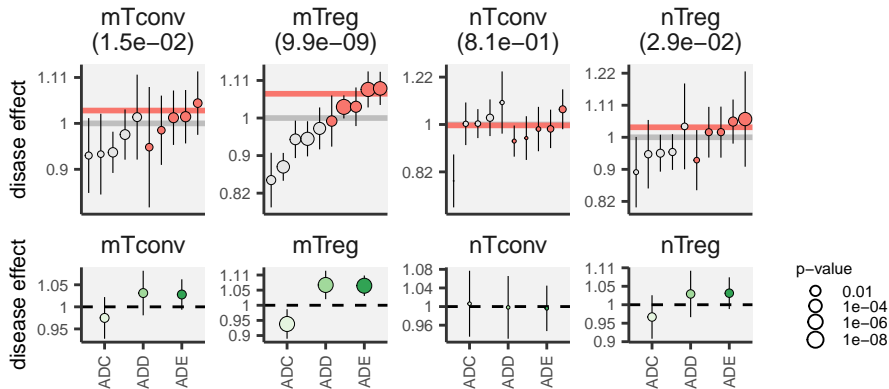 mTconv
(1.5e−02)
mTreg
(9.9e−09)
nTconv
(8.1e−01)
nTreg
(2.9e−02)
disase effect
1.11
1
0.9
1.11
1
0.9
0.82
1.22
1
0.82
1.22
1.11
1
0.9
0.82
mTconv
mTreg
nTconv
nTreg
disease effect
1.05
1
0.95
1.11
1.05
1
0.95
0.9
1.08
1.04
1
0.96
1.11
1.05
1
0.95
0.9
ADC
ADD
ADE
ADC
ADD
ADE
ADC
ADD
ADE
ADC
ADD
ADE
p−value
0.01
1e−04
1e−06
1e−08